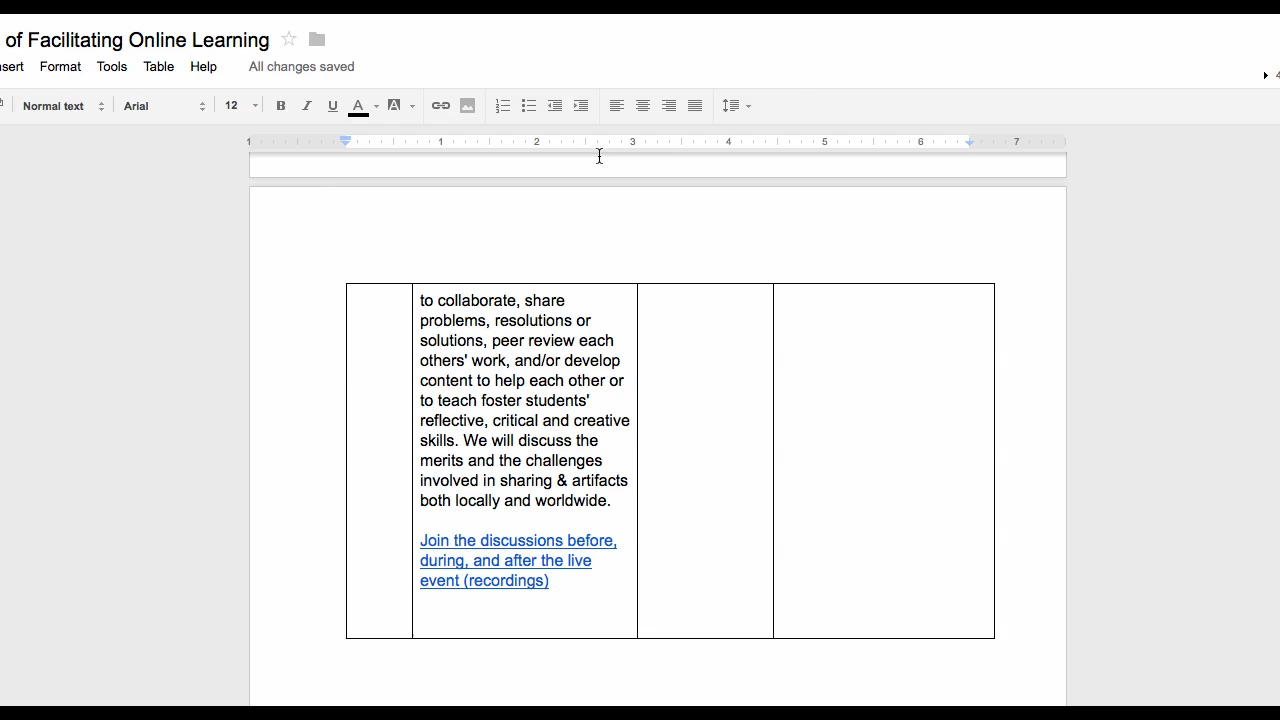 of Facilitating Online Learning
nsert Format Tools Table Help All changes saved
Normal text Arial 12 B I U A A
1 1 2 3 4 5 6 7
to collaborate, share
problems, resolutions or
solutions, peer review each
others' work, and/or develop
content to help each other or
to teach foster students'
reflective, critical and creative
skills. We will discuss the
merits and the challenges
involved in sharing & artifacts
both locally and worldwide.
Join the discussions before,
during, and after the live
event (recordings)